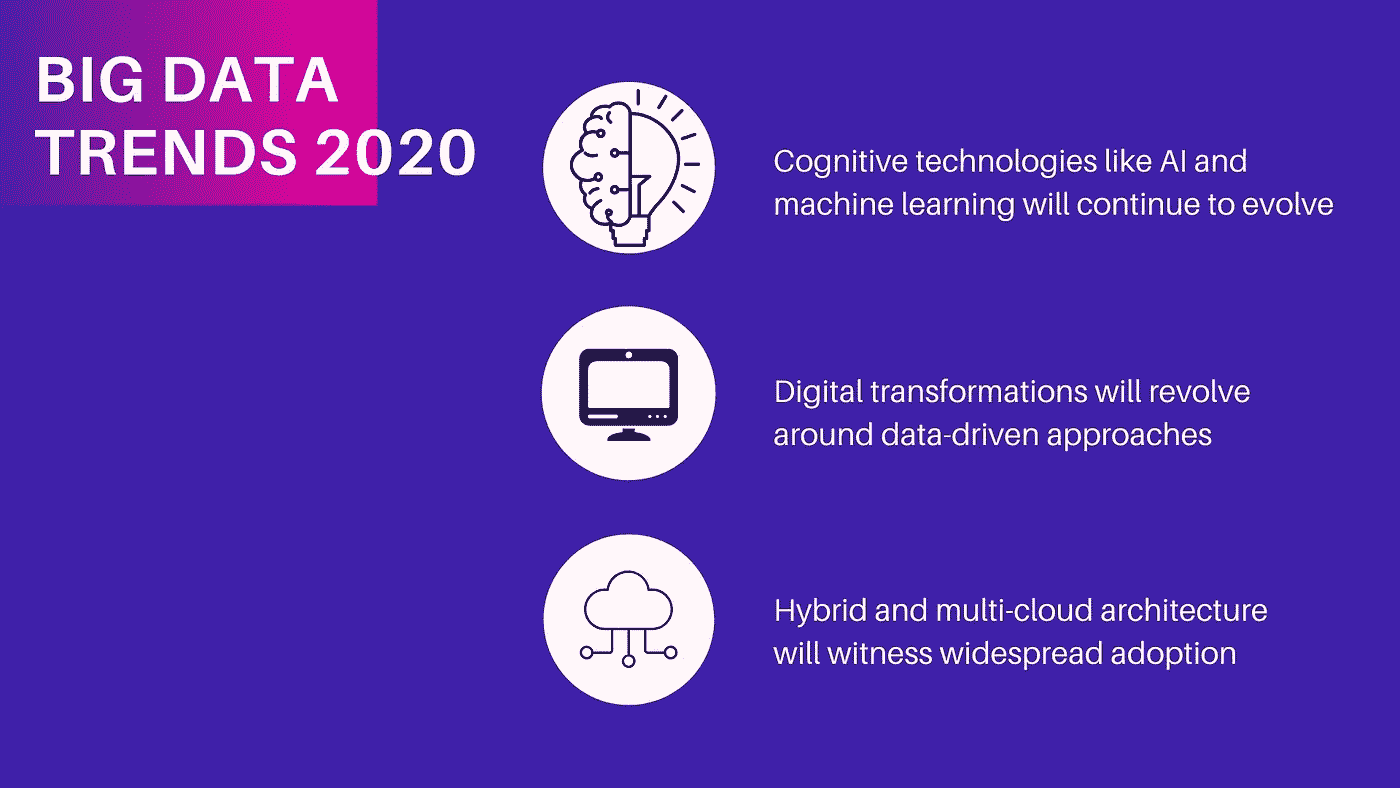 BIG DATA
TRENDS 2020
Cognitive technologies like AI and
machine learning will continue to evolve
Digital transformations will revolve
around data-driven approaches
Hybrid and multi-cloud architecture
will witness widespread adoption